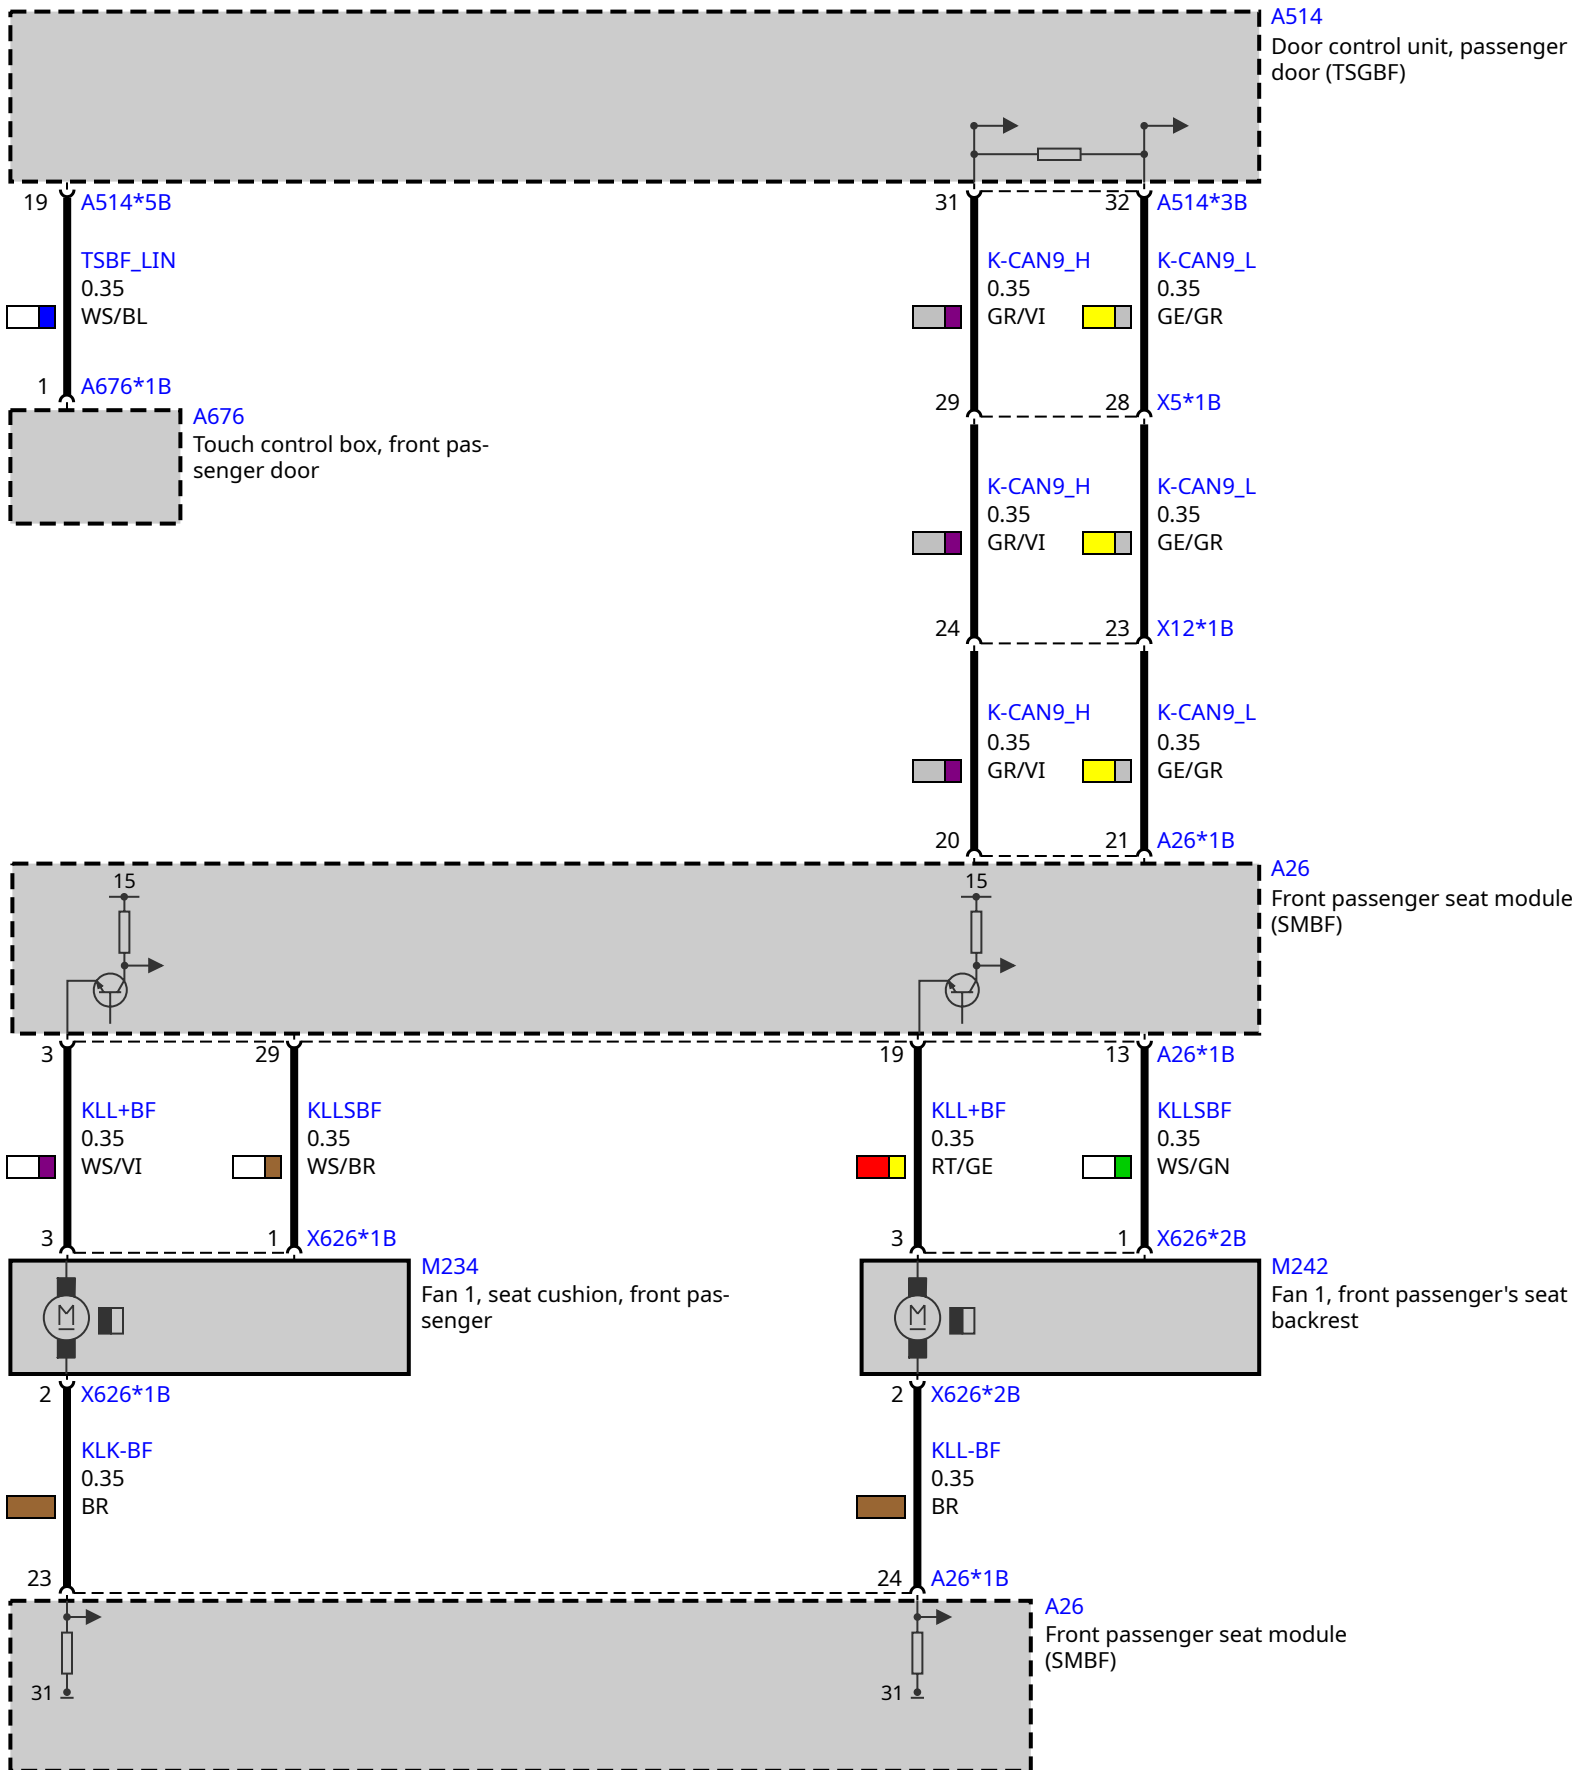 A514
Door control unit, passenger
door (TSGBF)
19 A514*5B
31
32 A514*3B
TSBF_LIN
0.35
WS/BL
K-CAN9_H
0.35
GR/VI
K-CAN9_L
0.35
GE/GR
1 A676*1B
29
28 X5*1B
A676
Touch control box, front pas-
senger door
K-CAN9_H
0.35
GR/VI
K-CAN9_L
0.35
GE/GR
24
23 X12*1B
K-CAN9_H
0.35
GR/VI
K-CAN9_L
0.35
GE/GR
20
21 A26*1B
A26
Front passenger seat module
(SMBF)
15
15
3
29
19
13 A26*1B
KLL+BF
0.35
WS/VI
KLLSBF
0.35
WS/BR
KLL+BF
0.35
RT/GE
KLLSBF
0.35
WS/GN
3
1 X626*1B
3
1 X626*2B
M234
Fan 1, seat cushion, front pas-
senger
M
M242
Fan 1, front passenger's seat
backrest
M
2 X626*1B
2 X626*2B
KLK-BF
0.35
BR
KLL-BF
0.35
BR
23
24 A26*1B
A26
Front passenger seat module
(SMBF)
31
31